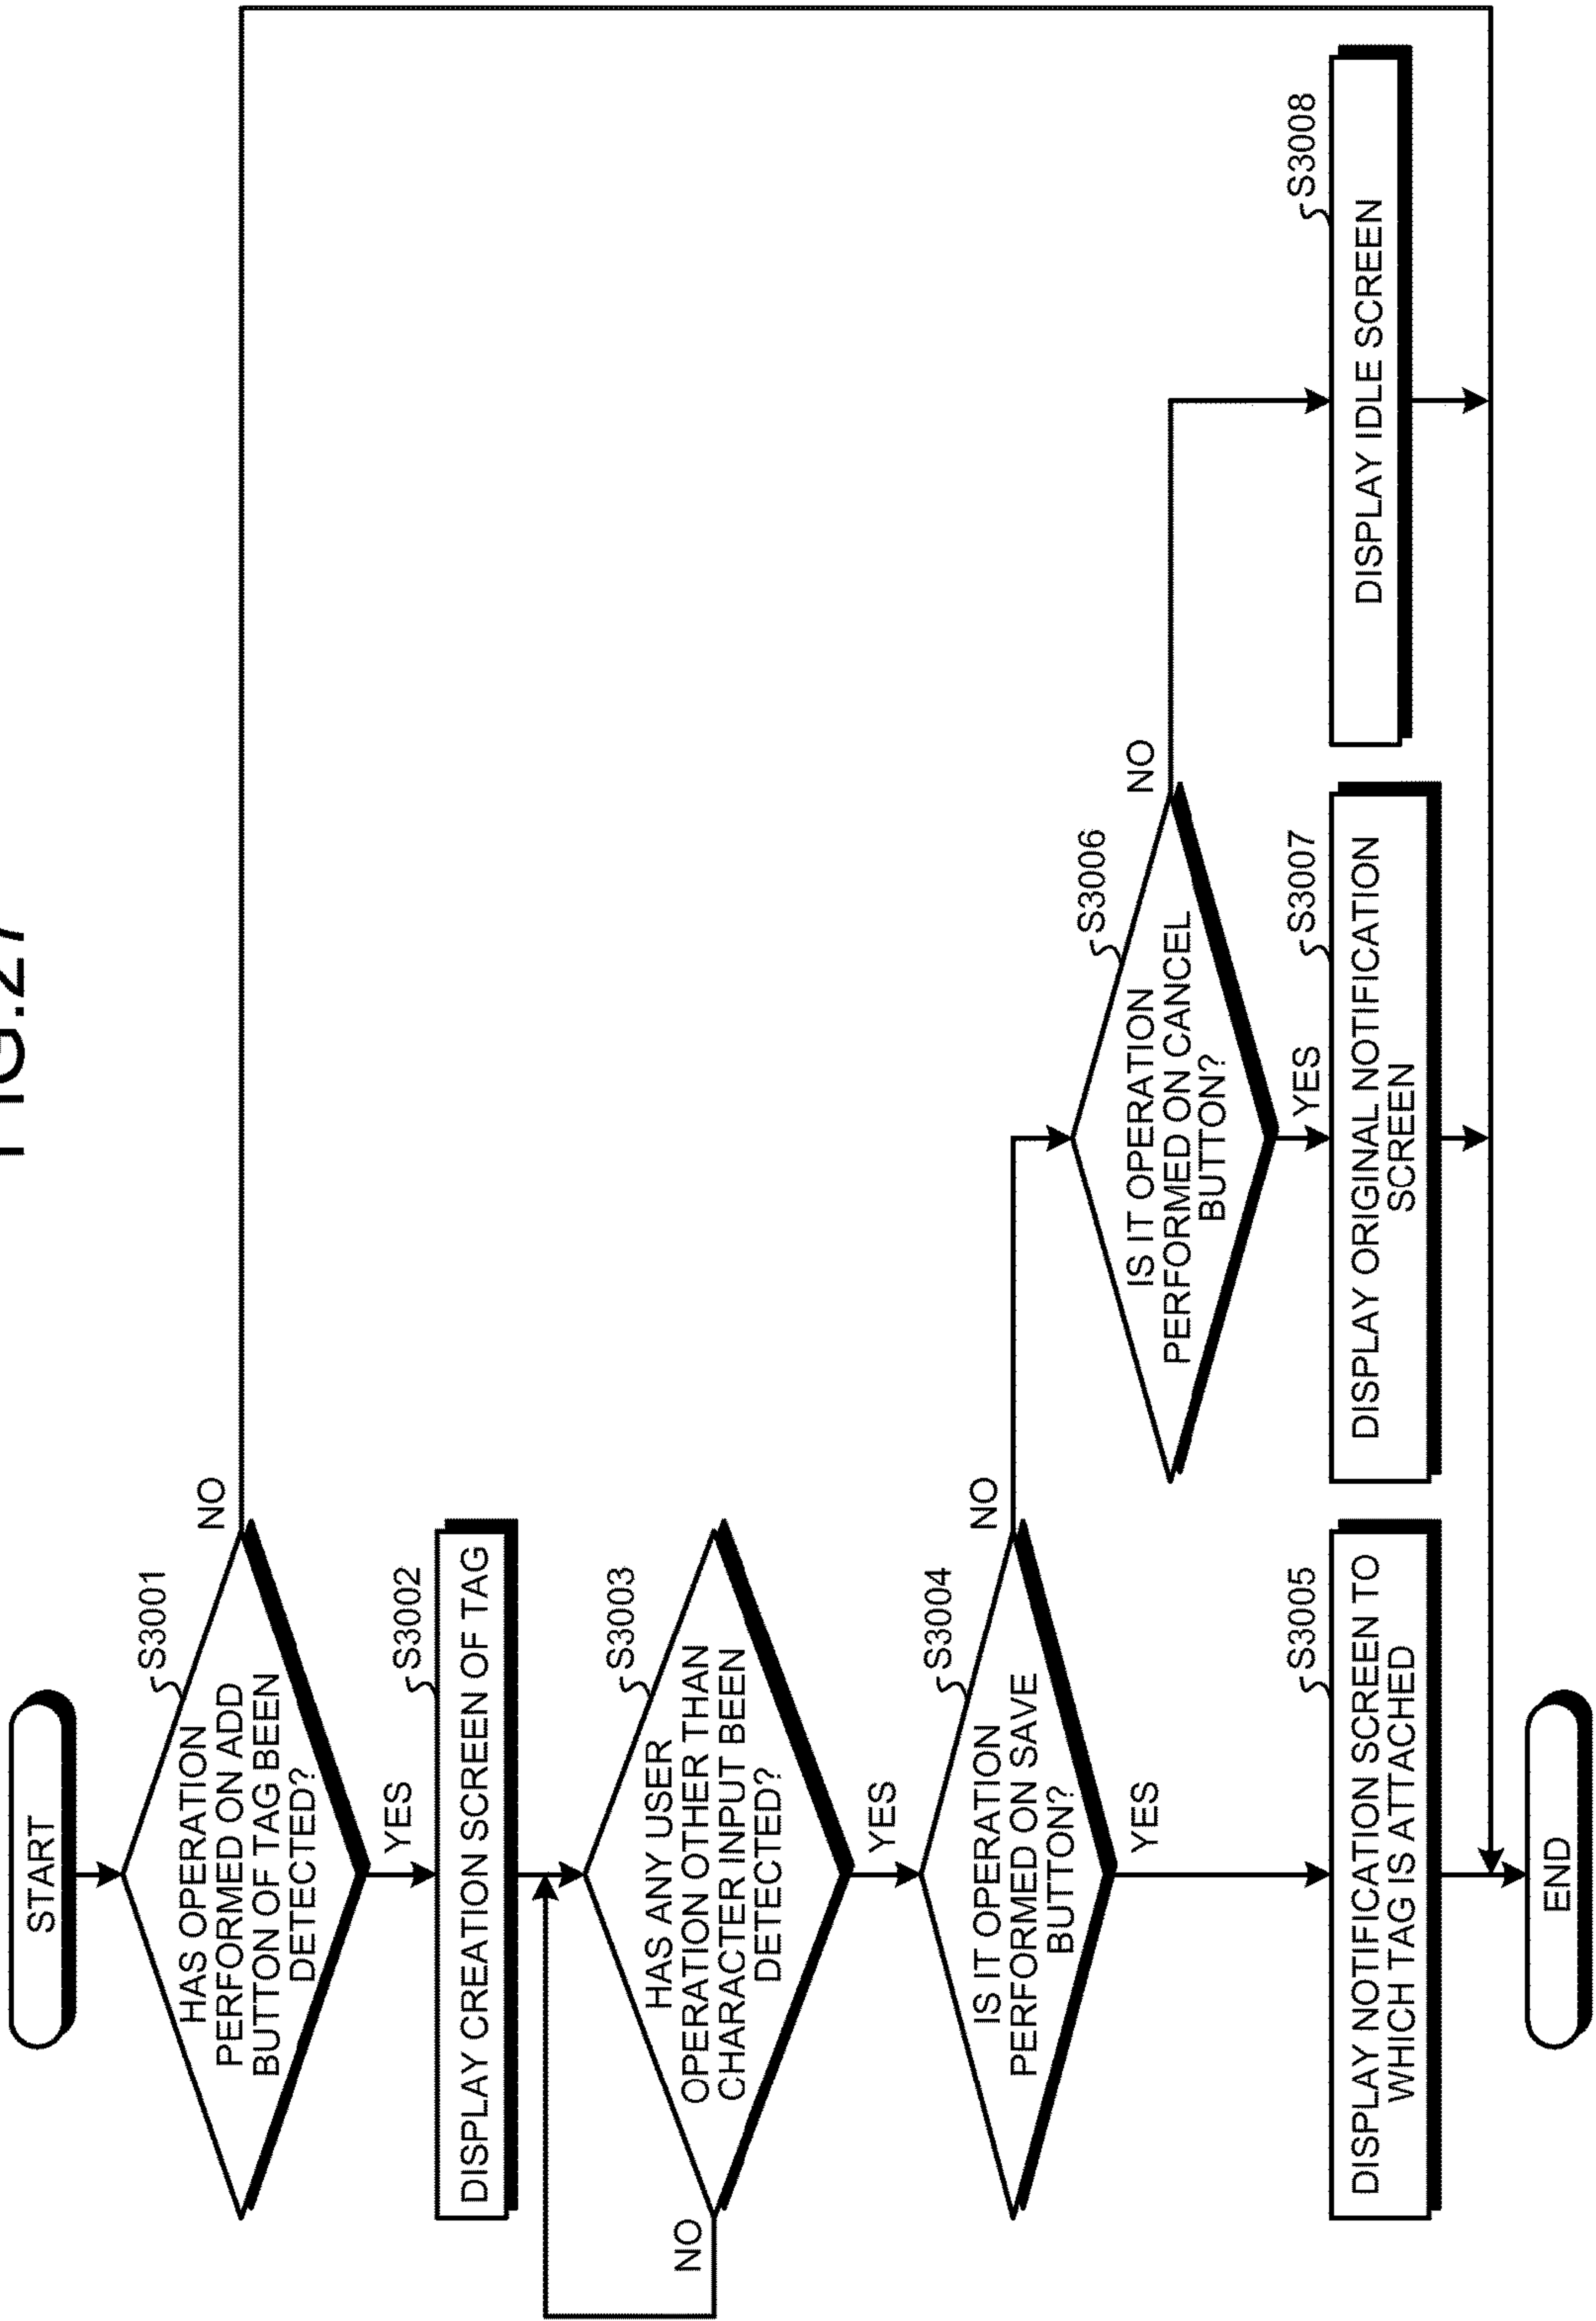 FIG.27
START
S3001
HAS OPERATION
PERFORMED ON ADD
BUTTON OF TAG BEEN
DETECTED?
NO
YES
S3002
DISPLAY CREATION SCREEN OF TAG
S3003
HAS ANY USER
OPERATION OTHER THAN
CHARACTER INPUT BEEN
DETECTED?
NO
YES
S3004
IS IT OPERATION
PERFORMED ON SAVE
BUTTON?
NO
YES
S3006
IS IT OPERATION
PERFORMED ON CANCEL
BUTTON?
NO
YES
S3005
DISPLAY NOTIFICATION SCREEN TO
WHICH TAG IS ATTACHED
S3007
DISPLAY ORIGINAL NOTIFICATION
SCREEN
S3008
DISPLAY IDLE SCREEN
END